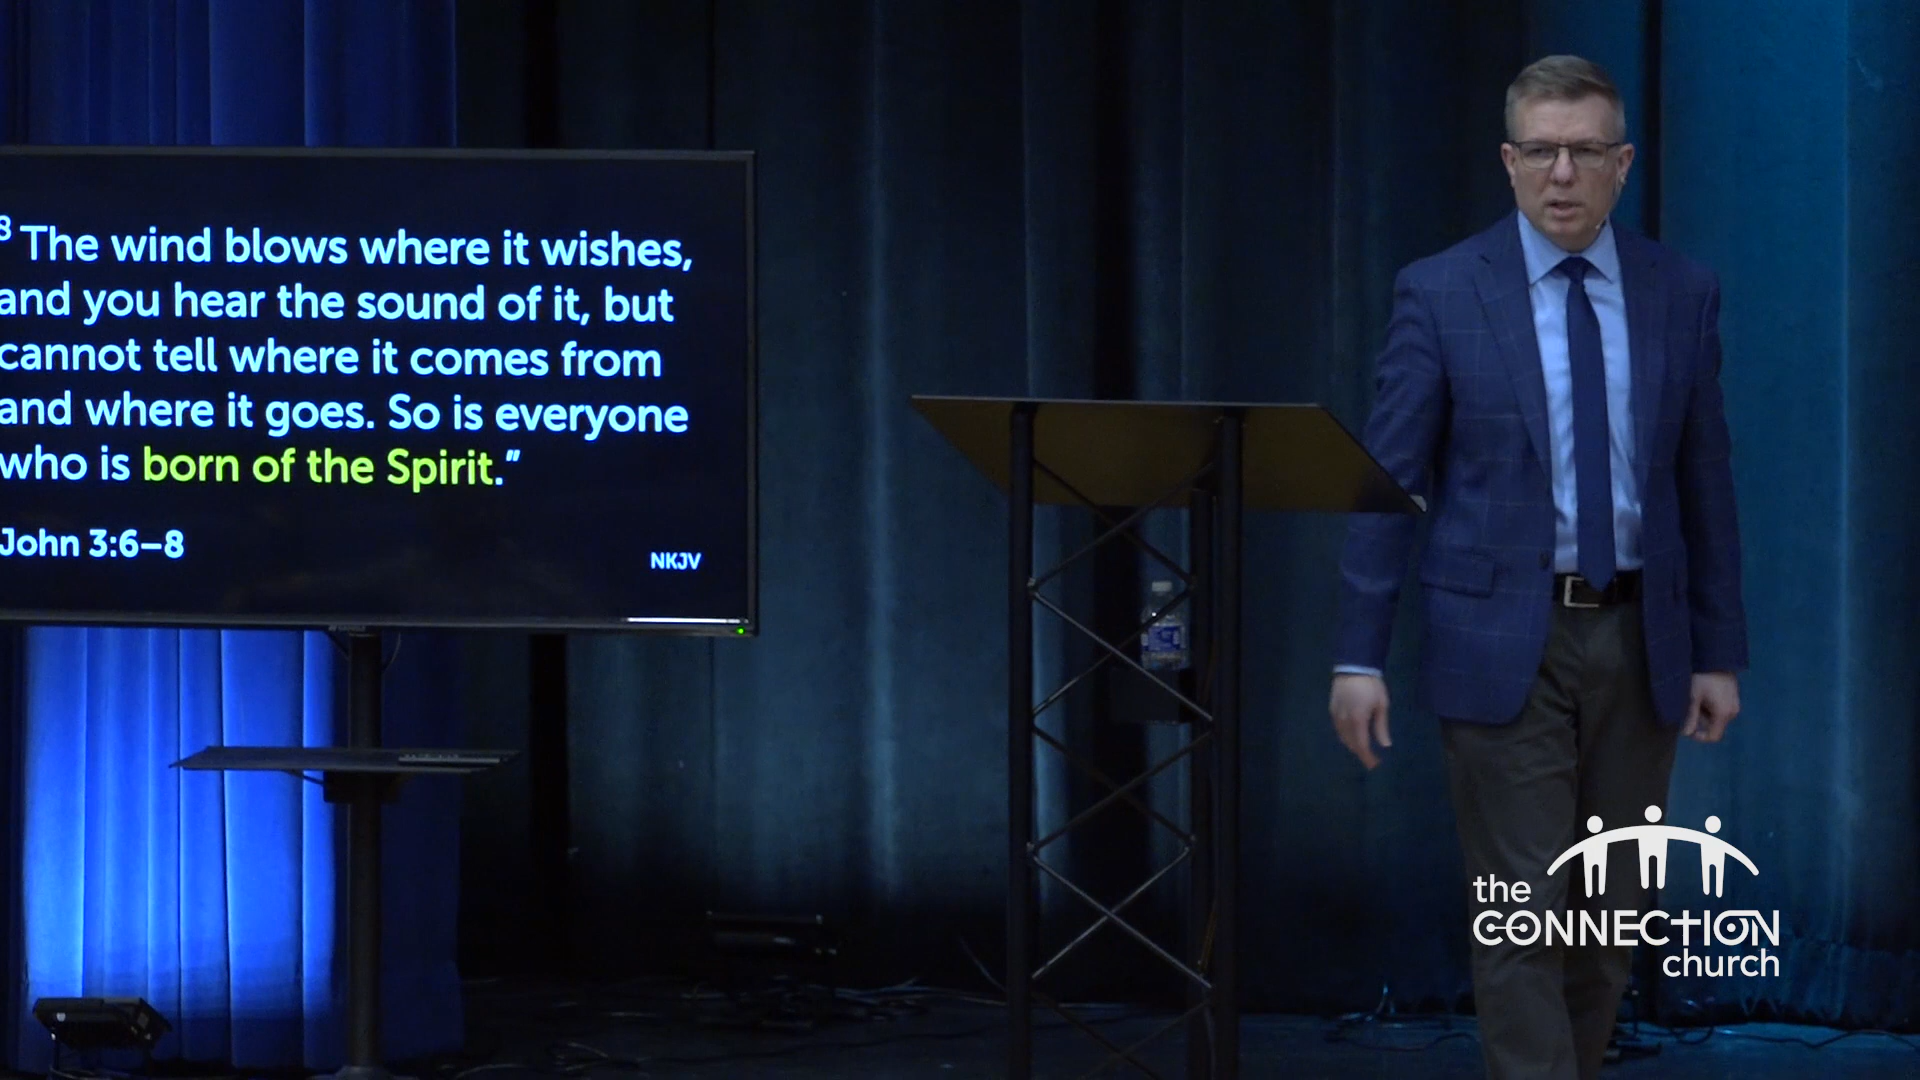 8 The wind blows where it wishes,
and you hear the sound of it, but
cannot tell where it comes from
and where it goes. So is everyone
who is born of the Spirit.”
John 3:6–8
NKJV
the
CONNECTION
church